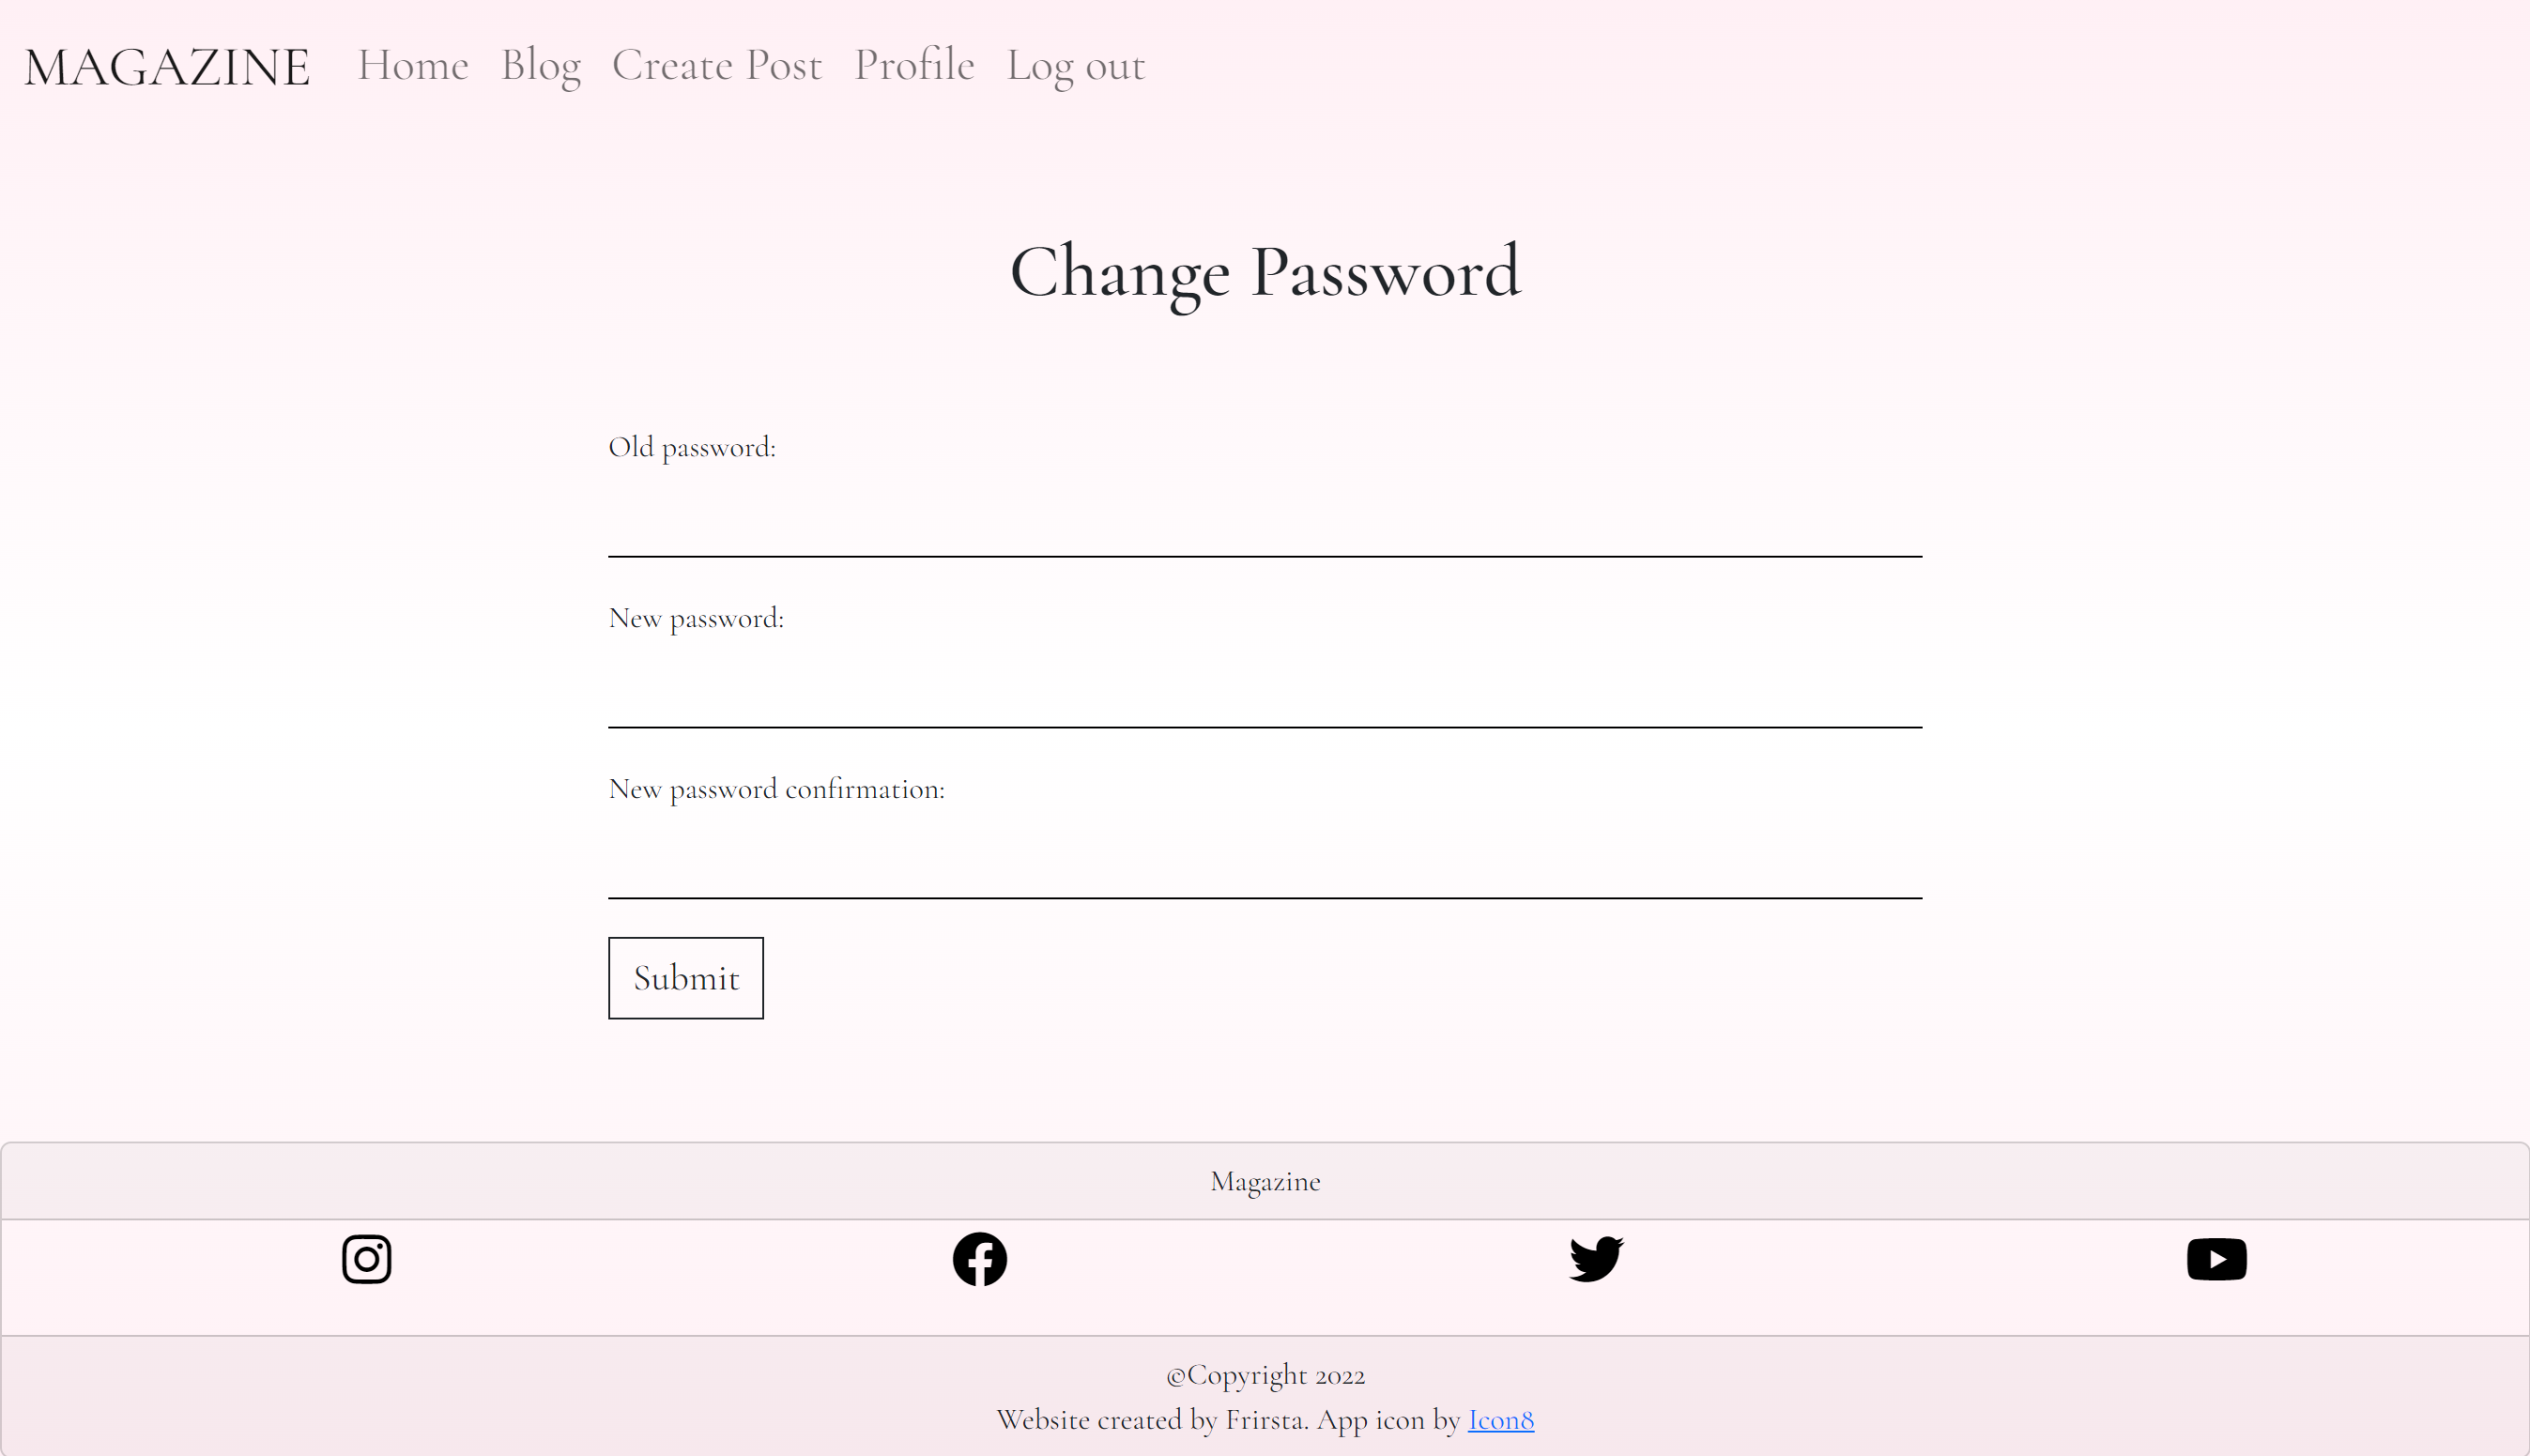 MAGAZINE Home Blog Create Post Profile Log out
Change Password
Old password:
New password:
New password confirmation:
Submit
Magazine
©Copyright 2022
Website created by Frirsta. App icon by Icon8